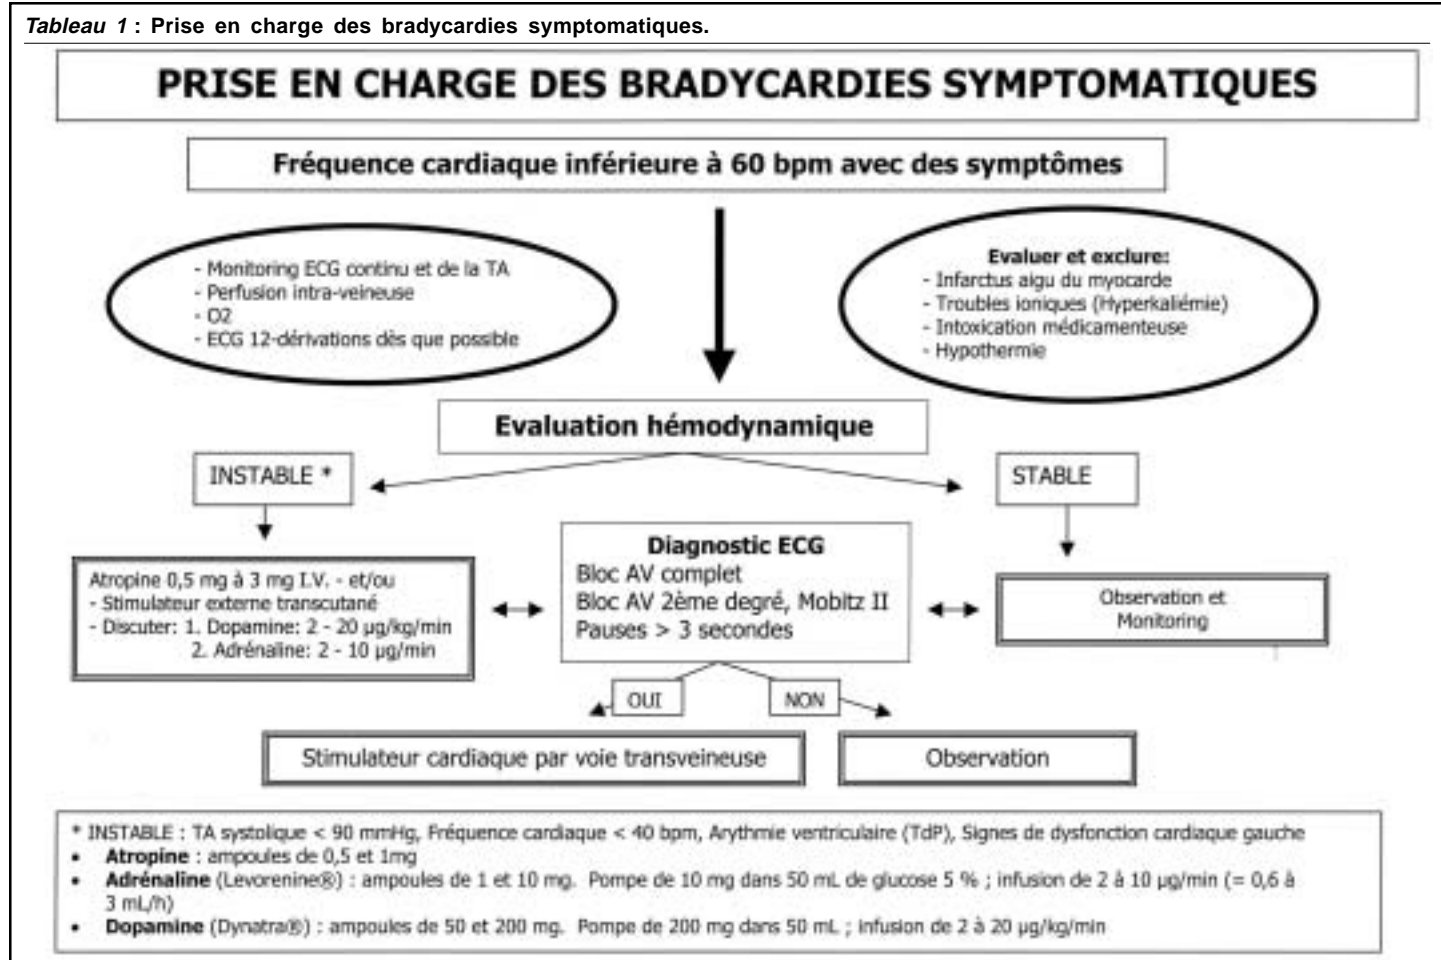 Tableau 1 : Prise en charge des bradycardies symptomatiques.
PRISE EN CHARGE DES BRADYCARDIES SYMPTOMATIQUES
Fréquence cardiaque inférieure à 60 bpm avec des symptômes
- Monitoring ECG continu et de la TA
- Perfusion intra-veineuse
- O2
- ECG 12-dérivations dès que possible
Evaluer et exclure:
- Infarctus aigu du myocarde
- Troubles ioniques (Hyperkaliémie)
- Intoxication médicamenteuse
- Hypothermie
Evaluation hémodynamique
INSTABLE *
STABLE
Atropine 0,5 mg à 3 mg I.V. - et/ou
- Stimulateur externe transcutané
- Discuter: 1. Dopamine: 2 - 20 µg/kg/min
2. Adrénaline: 2 - 10 µg/min
Diagnostic ECG
Bloc AV complet
Bloc AV 2ème degré, Mobitz II
Pauses > 3 secondes
Observation et
Monitoring
OUI
NON
Stimulateur cardiaque par voie transveineuse
Observation
* INSTABLE : TA systolique < 90 mmHg, Fréquence cardiaque < 40 bpm, Arythmie ventriculaire (TdP), Signes de dysfonction cardiaque gauche
• Atropine : ampoules de 0,5 et 1mg
• Adrénaline (Levorenine®) : ampoules de 1 et 10 mg. Pompe de 10 mg dans 50 mL de glucose 5 % ; infusion de 2 à 10 µg/min (= 0,6 à
3 mL/h)
• Dopamine (Dynatra®) : ampoules de 50 et 200 mg. Pompe de 200 mg dans 50 mL ; infusion de 2 à 20 µg/kg/min